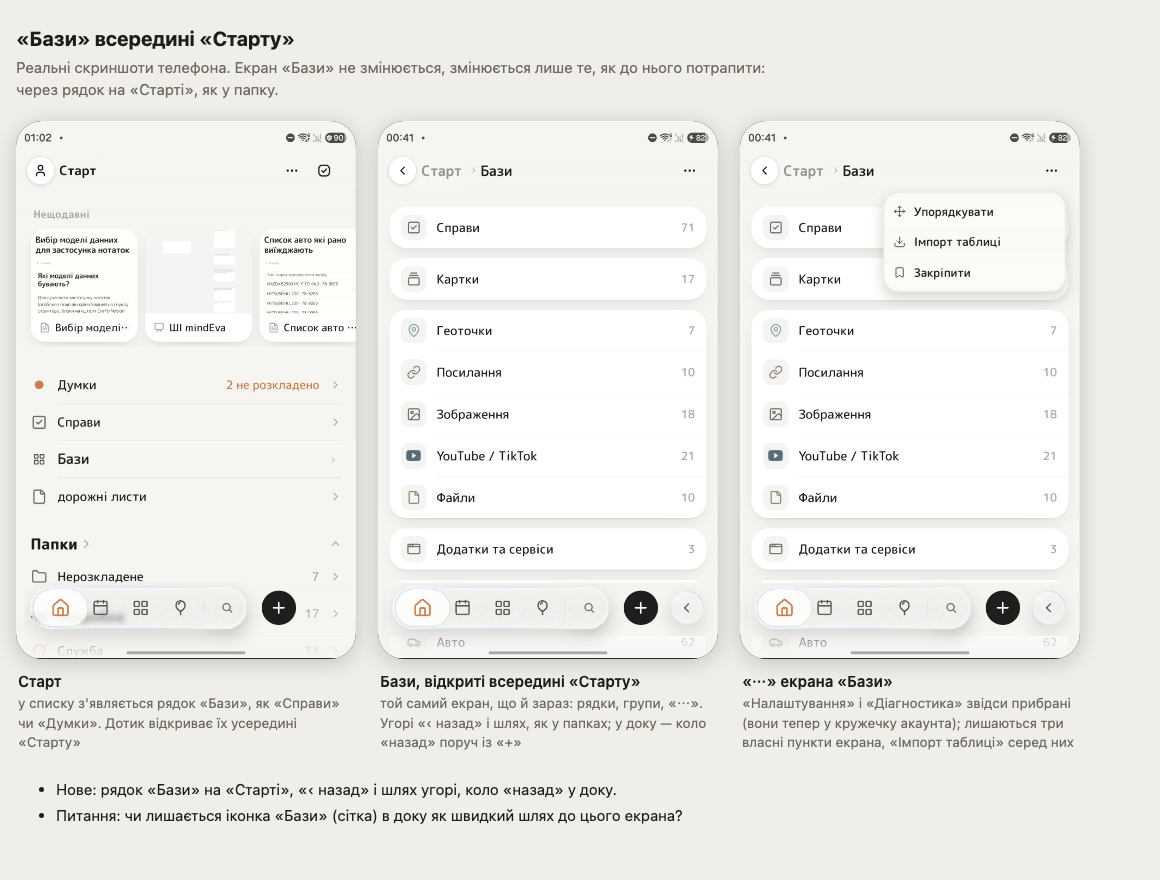 «Бази» всередині «Старту»
Реальні скриншоти телефона. Екран «Бази» не змінюється, змінюється лише те, як до нього потрапити:
через рядок на «Старті», як у папку.
01:02 •
90
Старт
Нещодавні
Вибір моделі данних
для застосунка нотаток
Які моделі данних
бувають?
Вибір моделі··
ШІ mindEva
Список авто які рано
виїжджають
Список авто ···
Думки
2 не розкладено
Справи
Бази
дорожні листи
Папки
Нерозкладене
7
17
Служба
34
00:41 •
82
Старт › Бази
Справи
71
Картки
17
Геоточки
7
Посилання
10
Зображення
18
YouTube / TikTok
21
Файли
10
Додатки та сервіси
3
Авто
62
00:41 •
82
Старт › Бази
Упорядкувати
Імпорт таблиці
Закріпити
Справи
Картки
Геоточки
7
Посилання
10
Зображення
18
YouTube / TikTok
21
Файли
10
Додатки та сервіси
3
Авто
62
Старт
у списку з'являється рядок «Бази», як «Справи»
чи «Думки». Дотик відкриває їх усередині
«Старту»
Бази, відкриті всередині «Старту»
той самий екран, що й зараз: рядки, групи, «···».
Угорі «‹ назад» і шлях, як у папках; у доку — коло
«назад» поруч із «+»
«···» екрана «Бази»
«Налаштування» і «Діагностика» звідси прибрані
(вони тепер у кружечку акаунта); лишаються три
власні пункти екрана, «Імпорт таблиці» серед них
• Нове: рядок «Бази» на «Старті», «‹ назад» і шлях угорі, коло «назад» у доку.
• Питання: чи лишається іконка «Бази» (сітка) в доку як швидкий шлях до цього екрана?